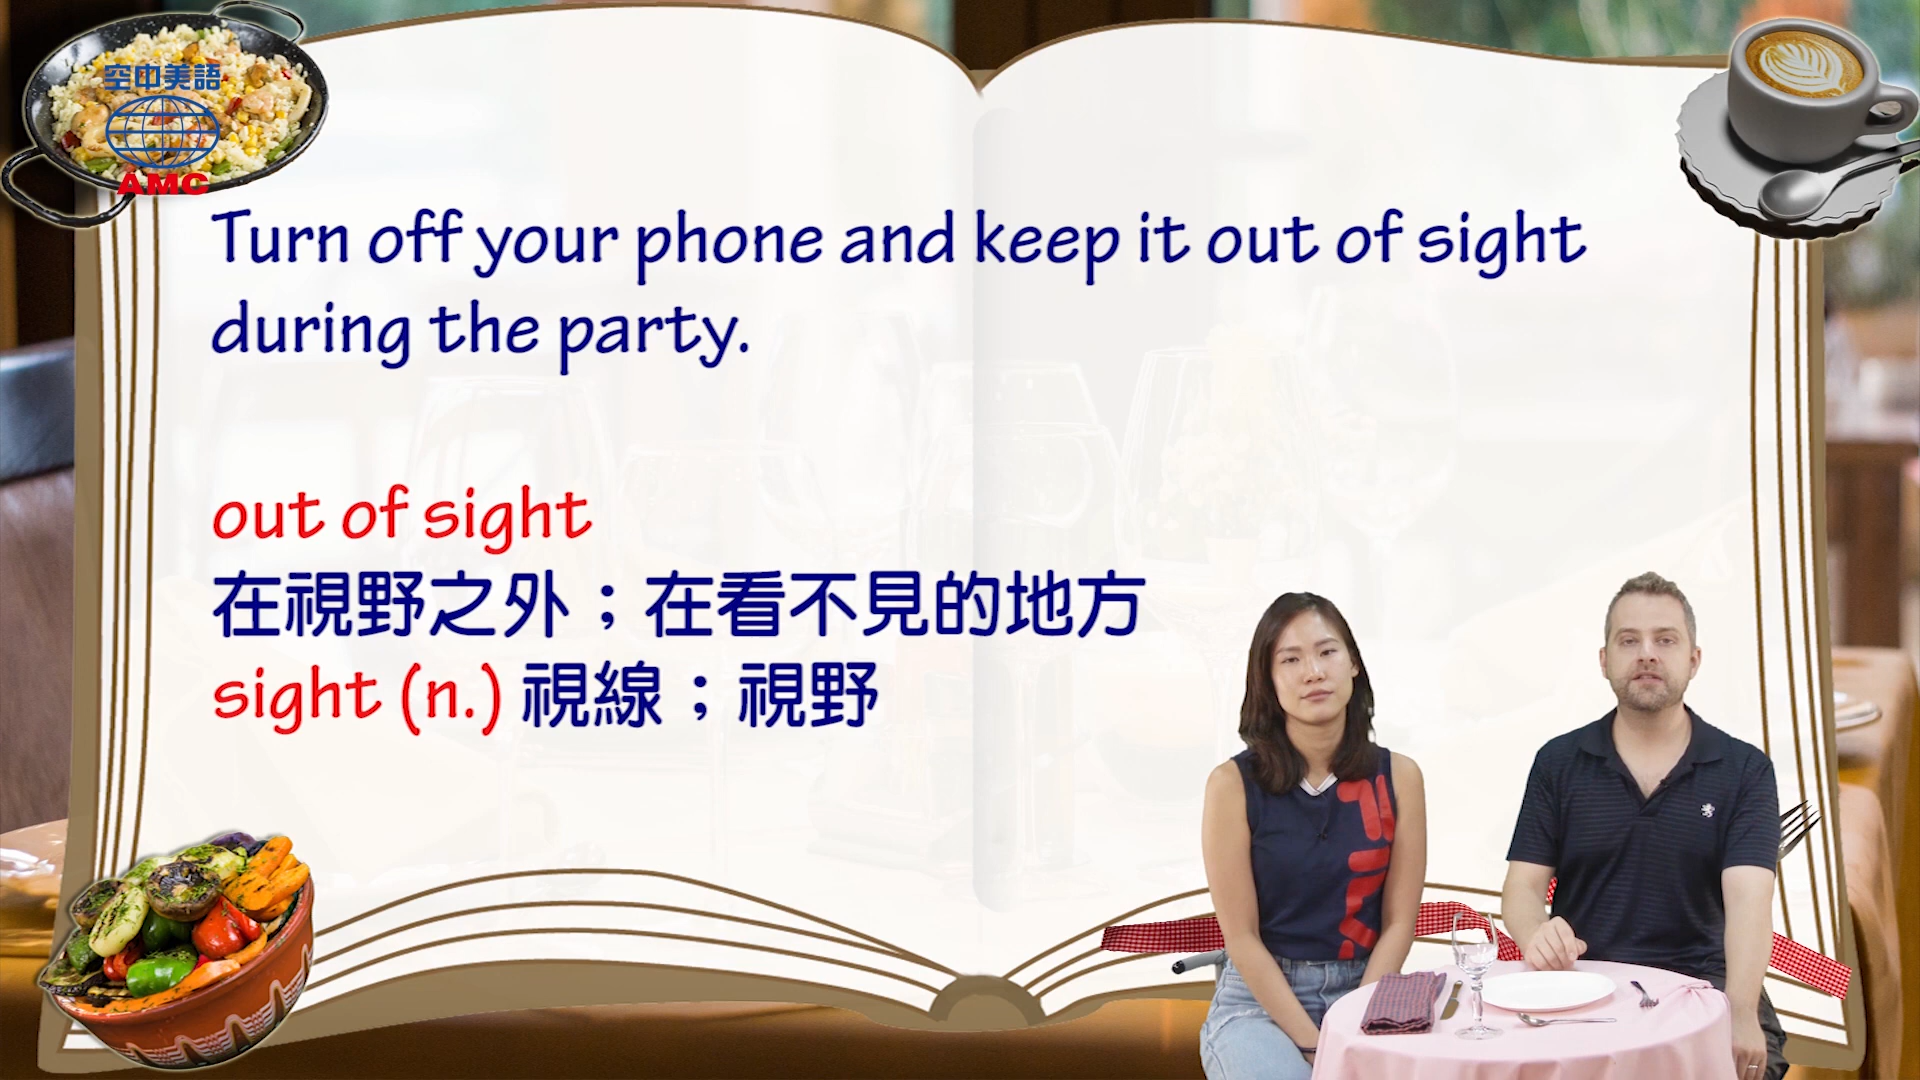 空中美語
AMC
Turn off your phone and keep it out of sight
during the party.
out of sight
在視野之外；在看不見的地方
sight (n.) 視線；視野